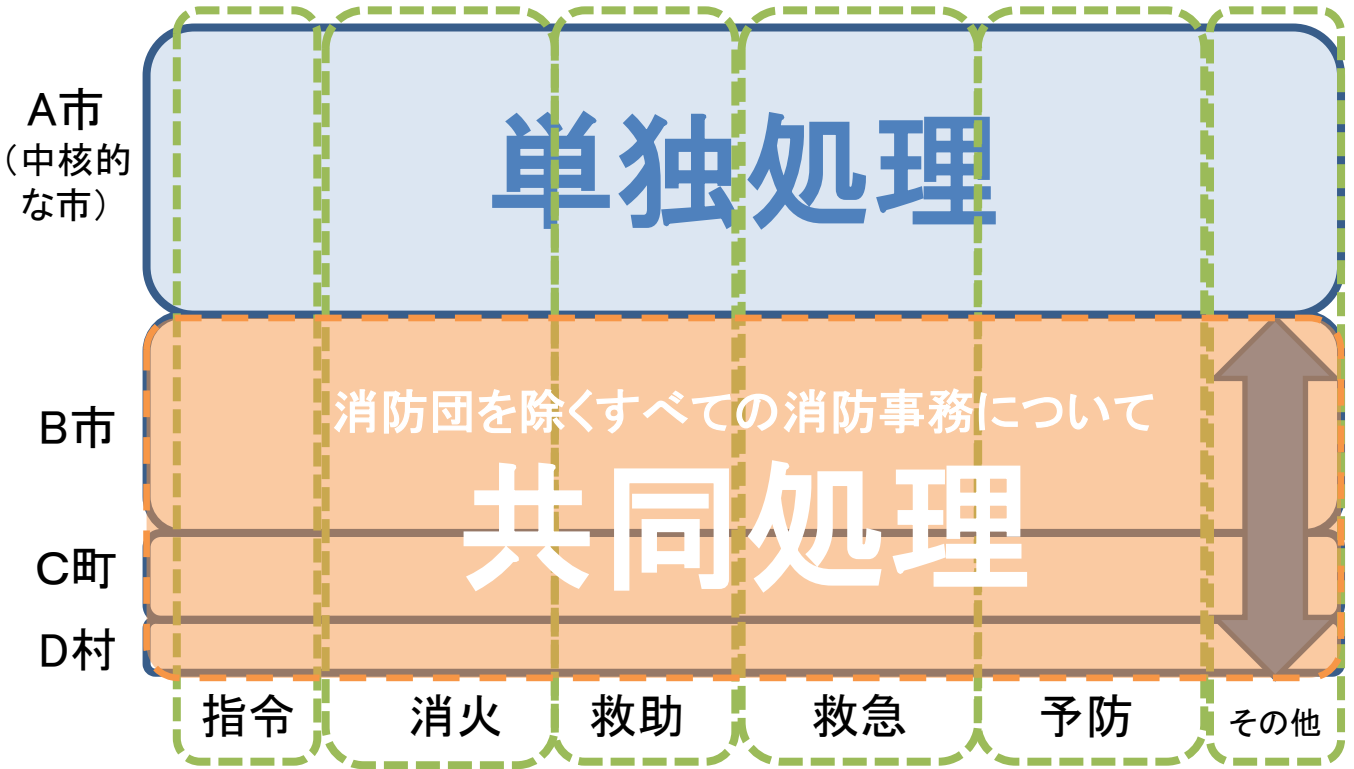 A市
（中核的
な市）
単独処理
B市
消防団を除くすべての消防事務について
共同処理
C町
D村
指令
消火
救助
救急
予防
その他